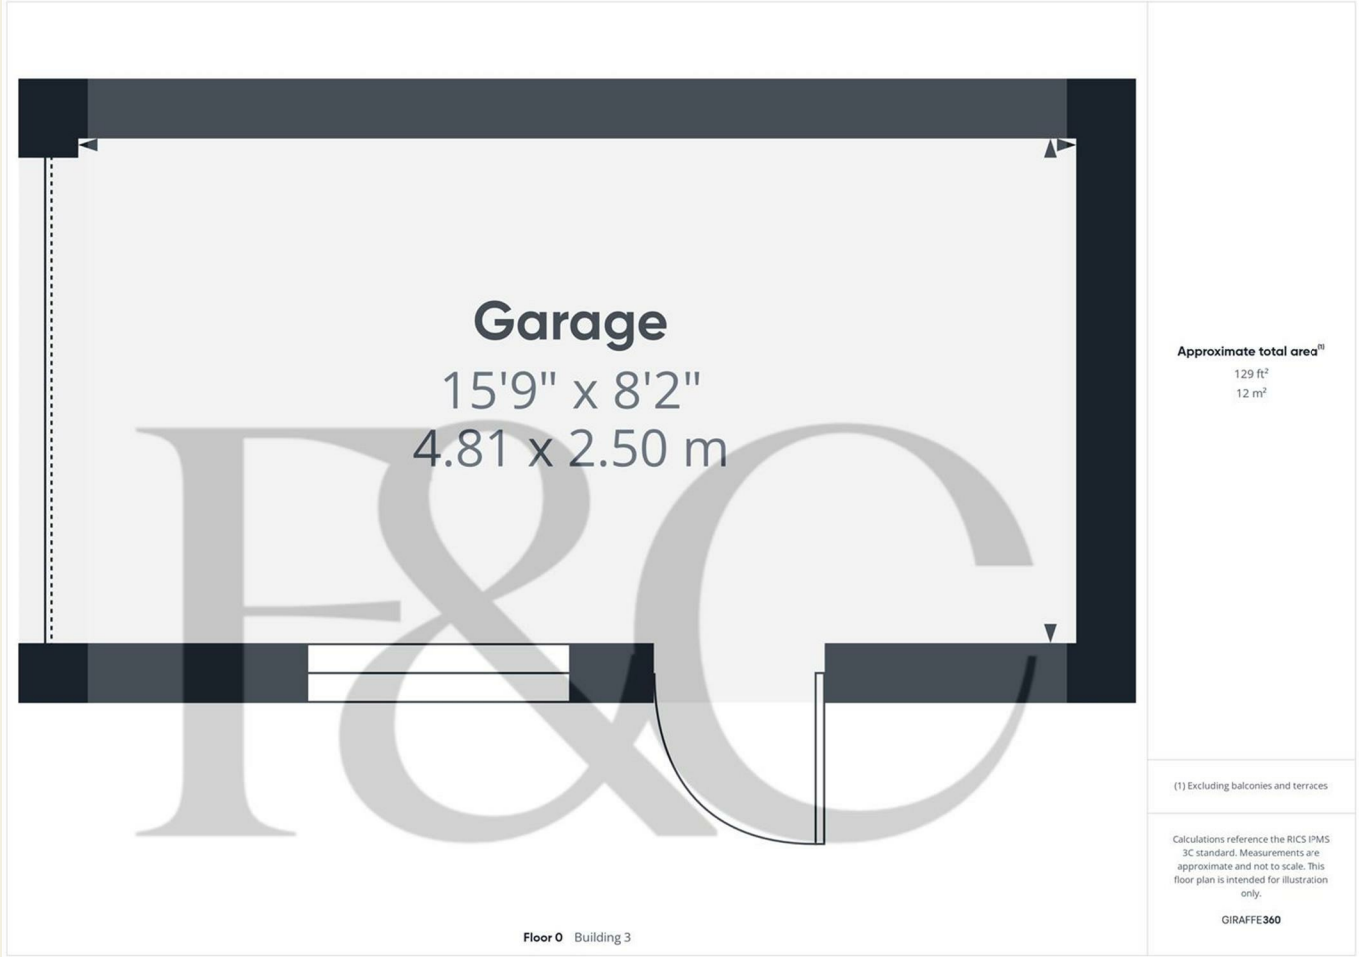 Garage
15'9" x 8'2"
4.81 x 2.50 m
F&C
Floor 0 Building 3
Approximate total area(1)
129 ft²
12 m²
(1) Excluding balconies and terraces
Calculations reference the RICS IPMS
3C standard. Measurements are
approximate and not to scale. This
floor plan is intended for illustration
only.
GIRAFFE360